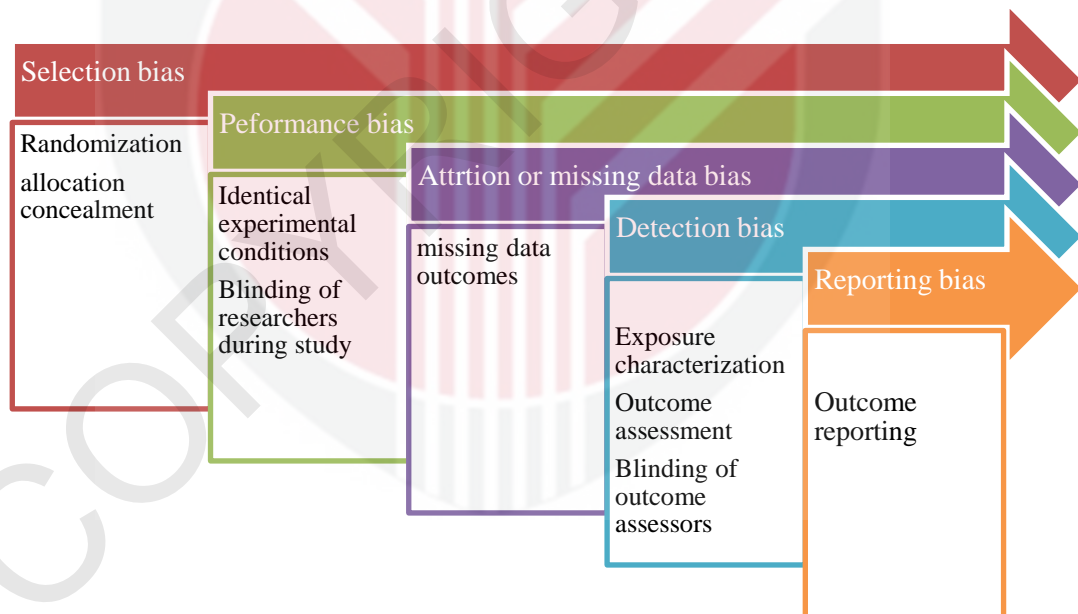 Selection bias
Randomization
allocation
concealment
Peformance bias
Identical
experimental
conditions
Blinding of
researchers
during study
Attrtion or missing data bias
missing data
outcomes
Detection bias
Exposure
characterization
Outcome
assessment
Blinding of
outcome
assessors
Reporting bias
Outcome
reporting
COPYRIG